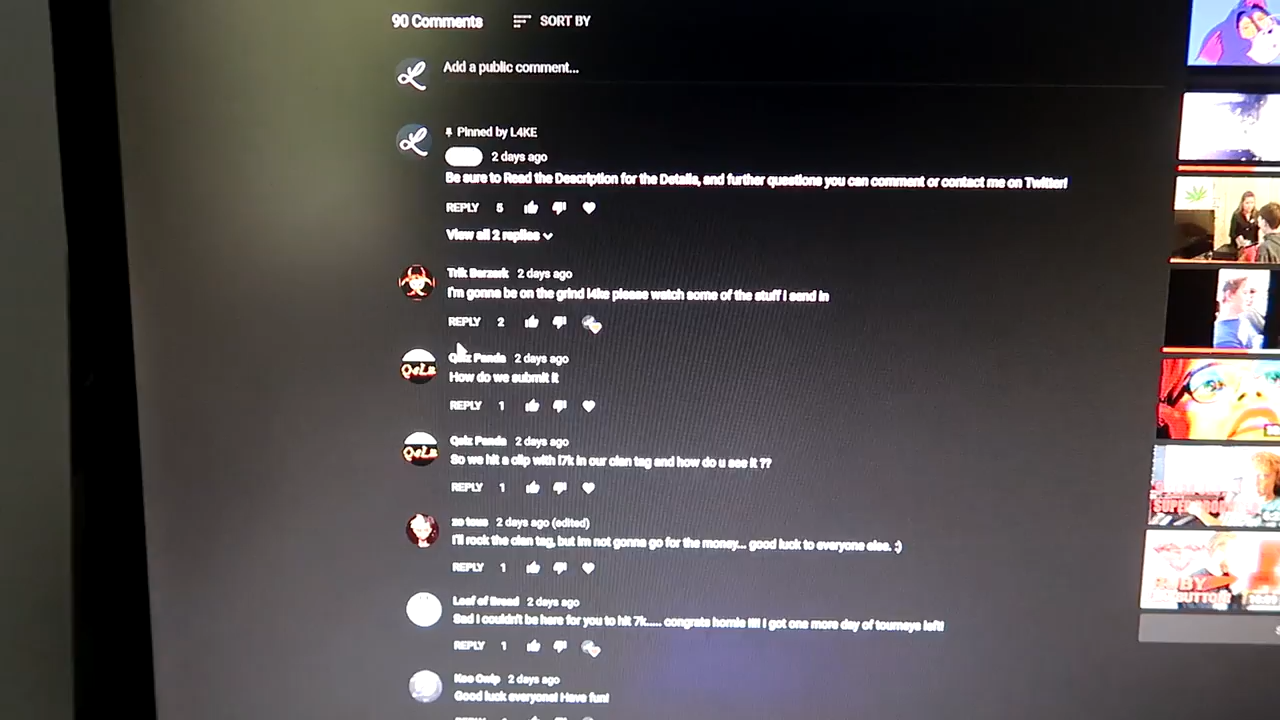 90 Comments SORT BY
Add a public comment...
Pinned by L4KE
2 days ago
Be sure to Read the Description for the Details, and further questions you can comment or contact me on Twitter!
REPLY 5
View all 2 replies
Trik Berzerk 2 days ago
I'm gonna be on the grind l4ke please watch some of the stuff I send in
REPLY 2
Qelz Panda 2 days ago
How do we submit it
REPLY 1
Qelz Panda 2 days ago
So we hit a clip with l7k in our clan tag and how do u see it ??
REPLY 1
2 days ago (edited)
I'll rock the clan tag, but im not gonna go for the money... good luck to everyone else. :)
REPLY 1
Loaf of Bread 2 days ago
Sad I couldn't be here for you to hit 7k..... congrats homie !!!! I got one more day of tourneys left!
REPLY 1
2 days ago
Good luck everyone! Have fun!